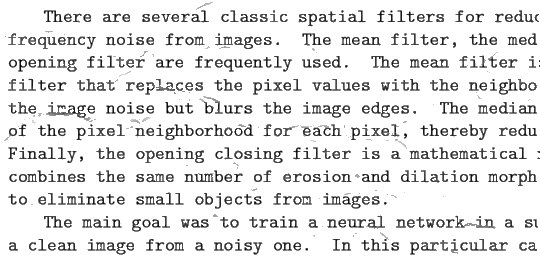 There are several classic spatial filters for reduc
frequency noise from images. The mean filter, the med
opening filter are frequently used. The mean filter i
filter that replaces the pixel values with the neighbo
the image noise but blurs the image edges. The median
of the pixel neighborhood for each pixel, thereby redu
Finally, the opening closing filter is a mathematical
combines the same number of erosion and dilation morph
to eliminate small objects from images.
The main goal was to train a neural network in a su
a clean image from a noisy one. In this particular ca